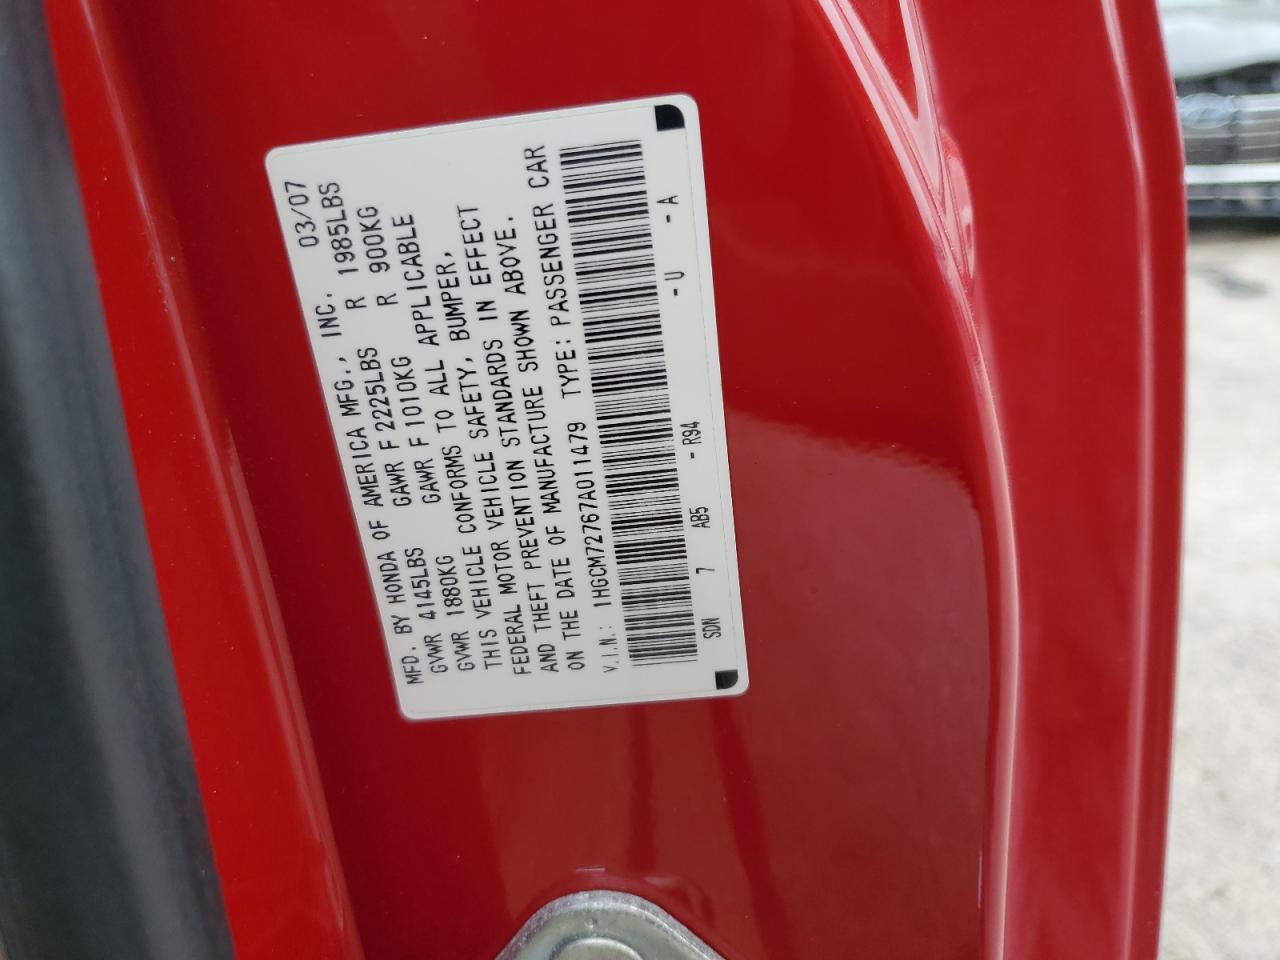 MFD. BY HONDA OF AMERICA MFG., INC. 03/07
GVWR 4145LBS GAWR F 2225LBS R 1985LBS
GVWR 1880KG GAWR F 1010KG R 900KG
THIS VEHICLE CONFORMS TO ALL APPLICABLE
FEDERAL MOTOR VEHICLE SAFETY, BUMPER,
AND THEFT PREVENTION STANDARDS IN EFFECT
ON THE DATE OF MANUFACTURE SHOWN ABOVE.
V.I.N.: 1HGCM72767A011479 TYPE: PASSENGER CAR
SDN 7 AB5 - R94 - U - A